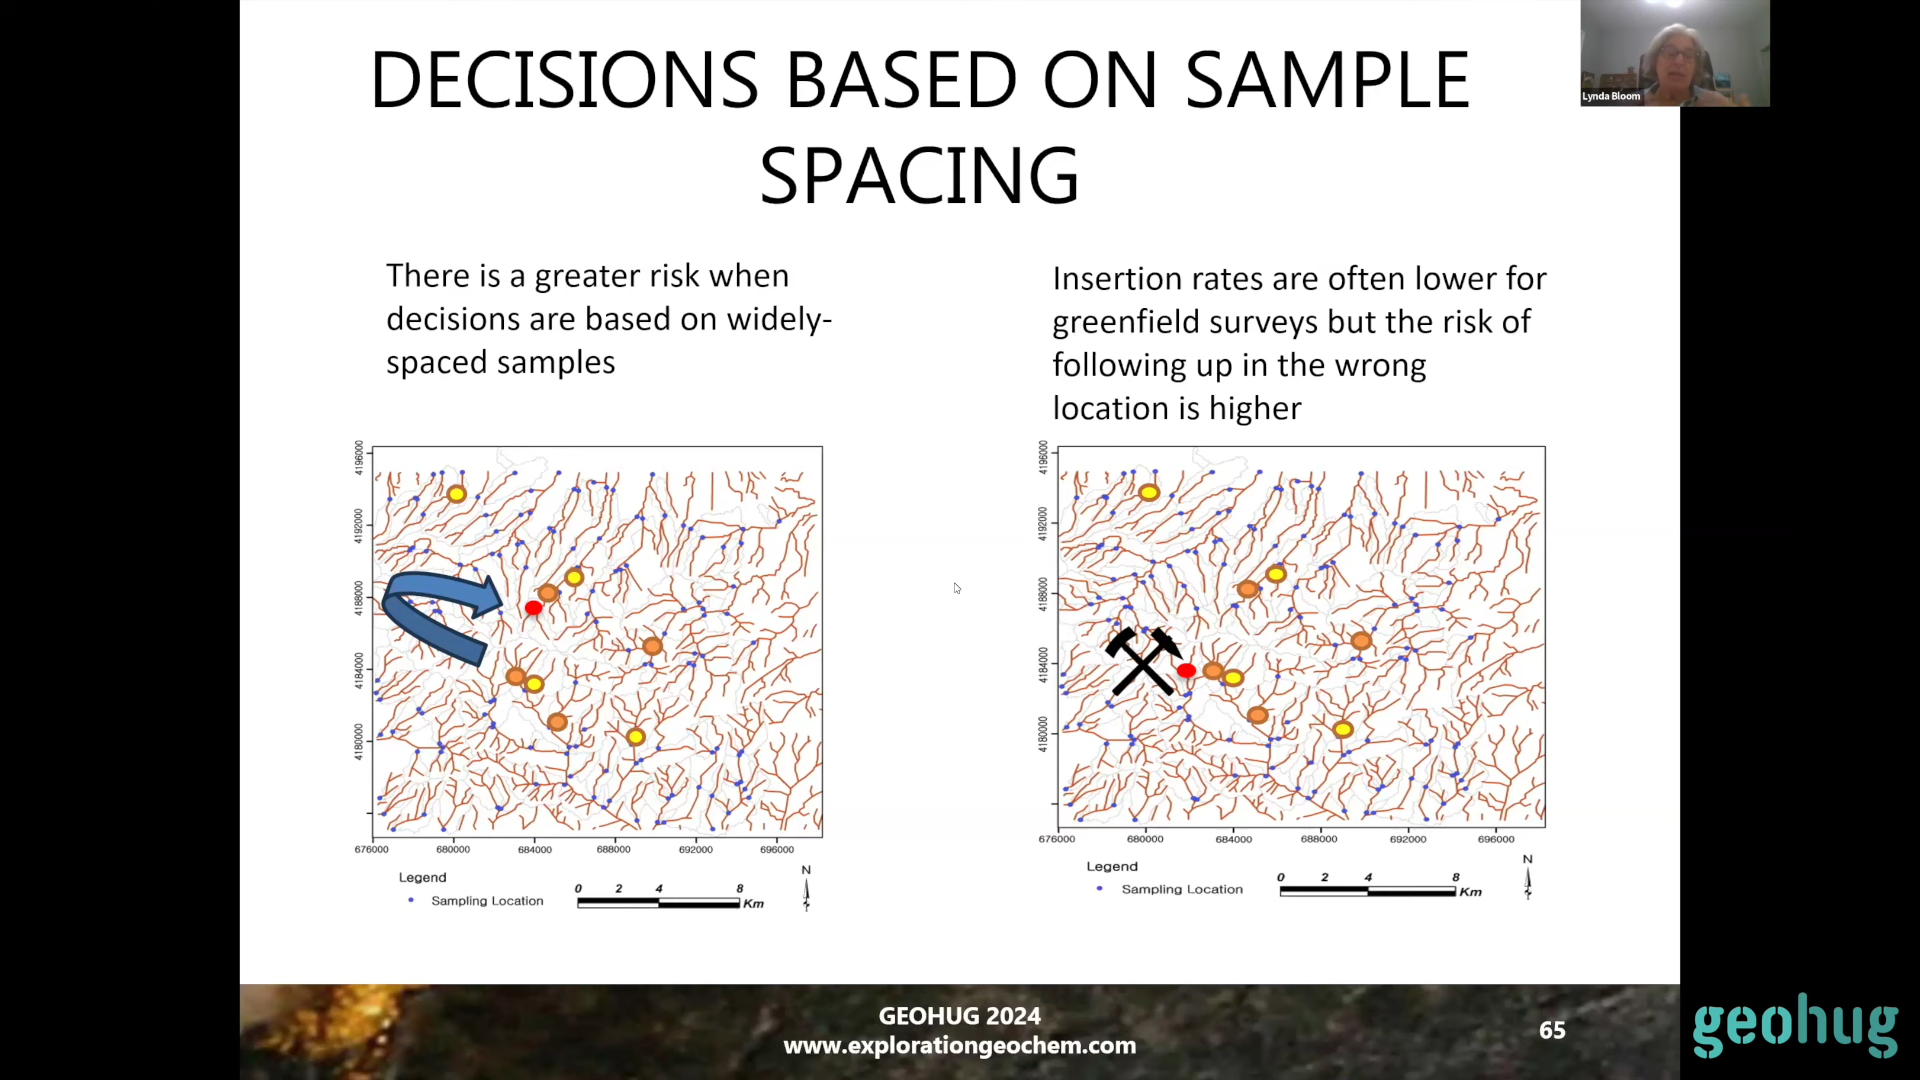 DECISIONS BASED ON SAMPLE
SPACING
Lynda Bloom
There is a greater risk when
decisions are based on widely-
spaced samples
Insertion rates are often lower for
greenfield surveys but the risk of
following up in the wrong
location is higher
4196000
4192000
4188000
4184000
4180000
676000 680000 684000 688000 692000 696000
Legend
Sampling Location
0 2 4 8
Km
N
4196000
4192000
4188000
4184000
4180000
676000 680000 684000 688000 692000 696000
Legend
Sampling Location
0 2 4 8
Km
N
GEOHUG 2024
www.explorationgeochem.com
65
geohug